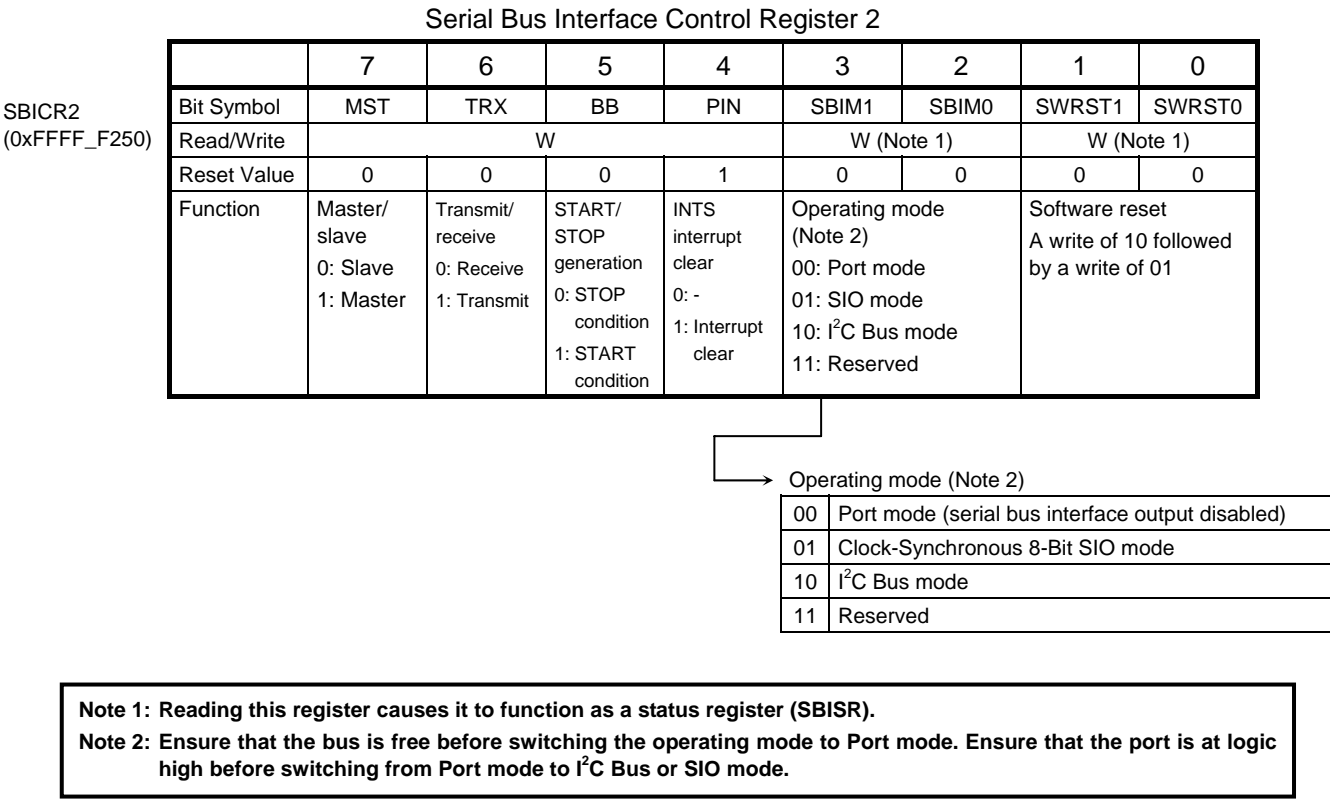 Serial Bus Interface Control Register 2
7 6 5 4 3 2 1 0
SBICR2
(0xFFFF_F250)
Bit Symbol MST TRX BB PIN SBIM1 SBIM0 SWRST1 SWRST0
Read/Write W W (Note 1) W (Note 1)
Reset Value 0 0 0 1 0 0 0 0
Function
Master/
slave
0: Slave
1: Master
Transmit/
receive
0: Receive
1: Transmit
START/
STOP
generation
0: STOP
condition
1: START
condition
INTS
interrupt
clear
0: -
1: Interrupt
clear
Operating mode
(Note 2)
00: Port mode
01: SIO mode
10: I²C Bus mode
11: Reserved
Software reset
A write of 10 followed
by a write of 01
Operating mode (Note 2)
00 Port mode (serial bus interface output disabled)
01 Clock-Synchronous 8-Bit SIO mode
10 I²C Bus mode
11 Reserved
Note 1: Reading this register causes it to function as a status register (SBISR).
Note 2: Ensure that the bus is free before switching the operating mode to Port mode. Ensure that the port is at logic
high before switching from Port mode to I²C Bus or SIO mode.